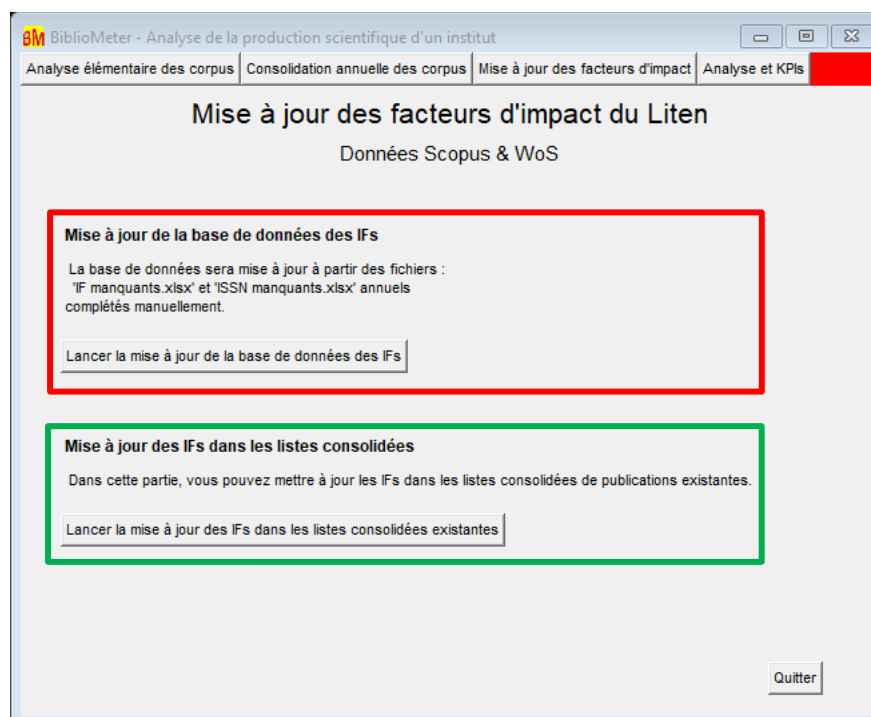 BM BiblioMeter - Analyse de la production scientifique d'un institut
Analyse élémentaire des corpus Consolidation annuelle des corpus Mise à jour des facteurs d'impact Analyse et KPIs
Mise à jour des facteurs d'impact du Liten
Données Scopus & WoS
Mise à jour de la base de données des IFs
La base de données sera mise à jour à partir des fichiers :
'IF manquants.xlsx' et 'ISSN manquants.xlsx' annuels
complétés manuellement.
Lancer la mise à jour de la base de données des IFs
Mise à jour des IFs dans les listes consolidées
Dans cette partie, vous pouvez mettre à jour les IFs dans les listes consolidées de publications existantes.
Lancer la mise à jour des IFs dans les listes consolidées existantes
Quitter